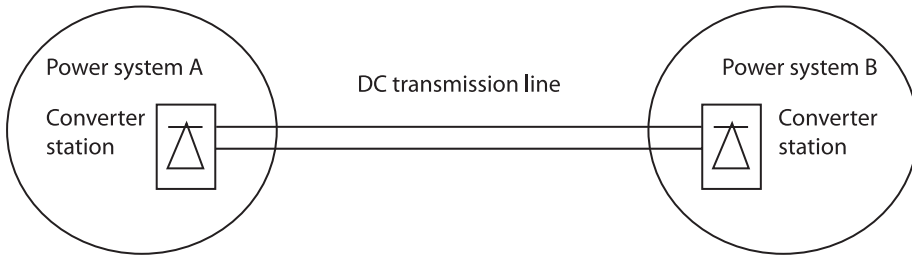 Power system A
Converter
station
DC transmission line
Power system B
Converter
station